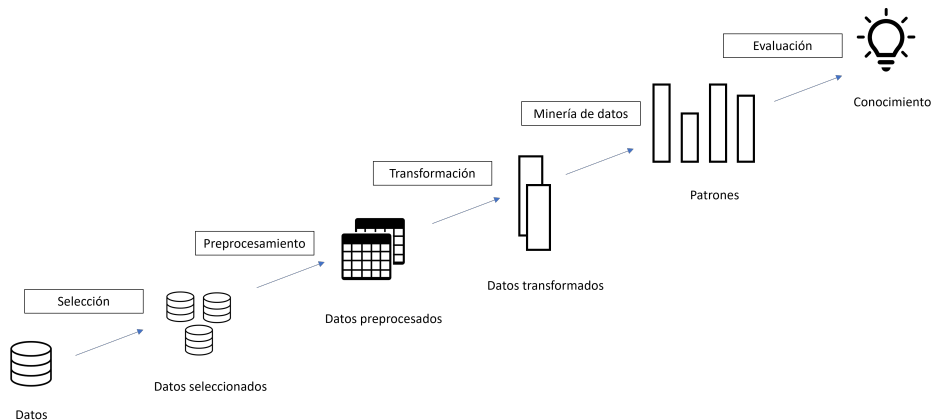 Evaluación
Conocimiento
Minería de datos
Patrones
Transformación
Datos transformados
Preprocesamiento
Datos preprocesados
Selección
Datos seleccionados
Datos